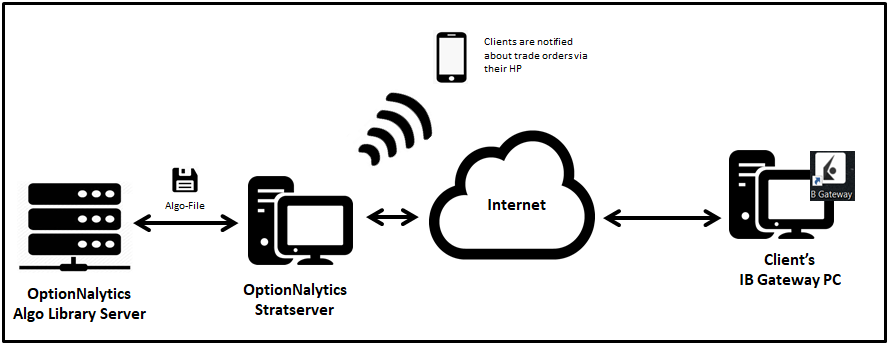 Clients are notified
about trade orders via
their HP
Algo-File
Internet
B Gateway
OptionNalytics
Algo Library Server
OptionNalytics
Stratserver
Client's
IB Gateway PC